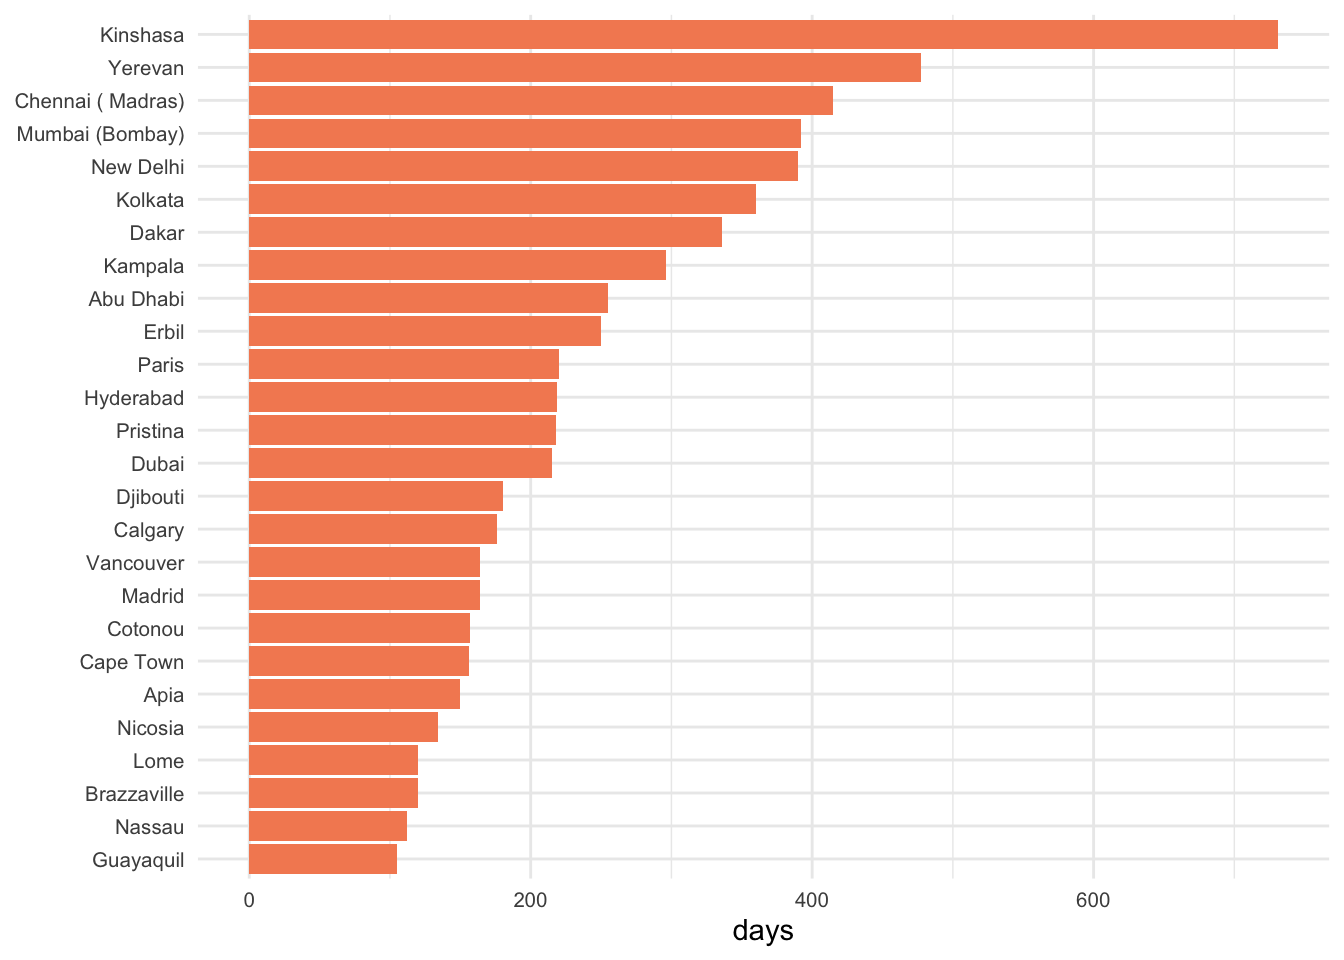 Kinshasa
Yerevan
Chennai ( Madras)
Mumbai (Bombay)
New Delhi
Kolkata
Dakar
Kampala
Abu Dhabi
Erbil
Paris
Hyderabad
Pristina
Dubai
Djibouti
Calgary
Vancouver
Madrid
Cotonou
Cape Town
Apia
Nicosia
Lome
Brazzaville
Nassau
Guayaquil
0 200 400 600
days